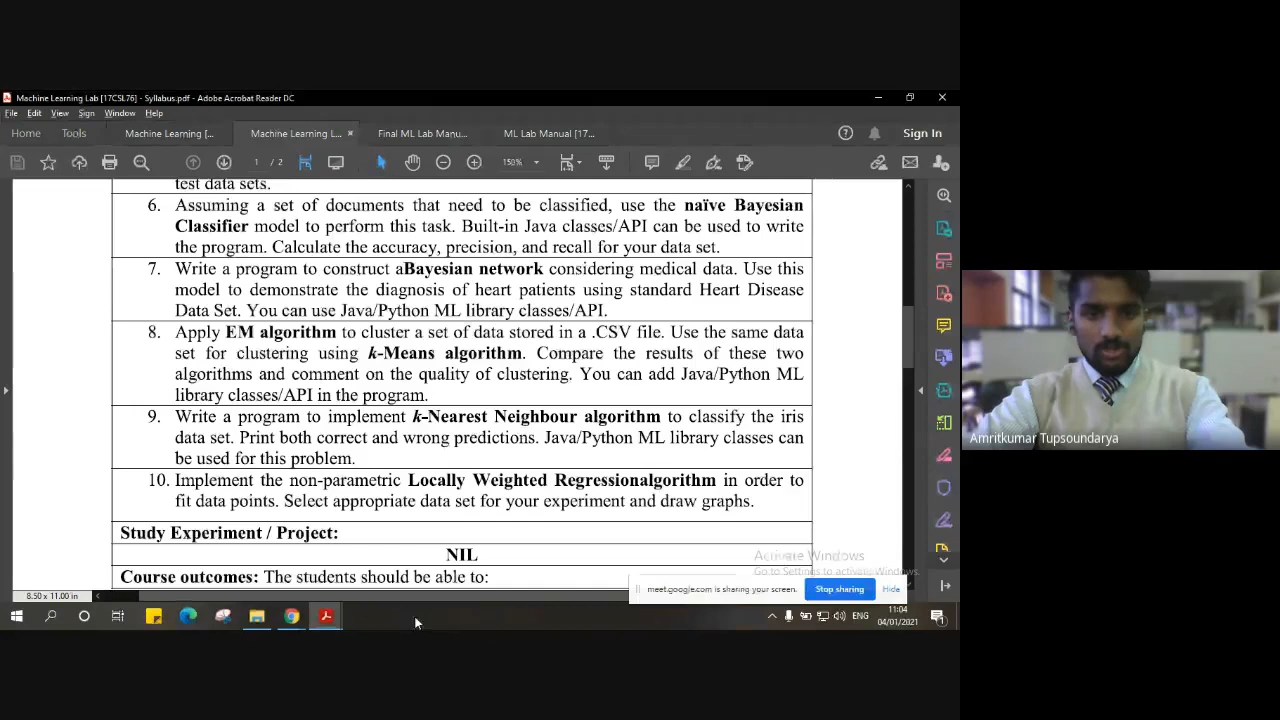 Machine Learning Lab [17CSL76] - Syllabus.pdf - Adobe Acrobat Reader DC
File Edit View Sign Window Help
Home Tools Machine Learning [... Machine Learning L... × Final ML Lab Manu... ML Lab Manual [17... Sign In
1 / 2 150%
test data sets.
6. Assuming a set of documents that need to be classified, use the naïve Bayesian
Classifier model to perform this task. Built-in Java classes/API can be used to write
the program. Calculate the accuracy, precision, and recall for your data set.
7. Write a program to construct aBayesian network considering medical data. Use this
model to demonstrate the diagnosis of heart patients using standard Heart Disease
Data Set. You can use Java/Python ML library classes/API.
8. Apply EM algorithm to cluster a set of data stored in a .CSV file. Use the same data
set for clustering using k-Means algorithm. Compare the results of these two
algorithms and comment on the quality of clustering. You can add Java/Python ML
library classes/API in the program.
9. Write a program to implement k-Nearest Neighbour algorithm to classify the iris
data set. Print both correct and wrong predictions. Java/Python ML library classes can
be used for this problem.
10. Implement the non-parametric Locally Weighted Regressionalgorithm in order to
fit data points. Select appropriate data set for your experiment and draw graphs.
Study Experiment / Project:
NIL
Course outcomes: The students should be able to:
Activate Windows
Go to Settings to activate Windows.
meet.google.com is sharing your screen. Stop sharing Hide
8.50 x 11.00 in
ENG
11:04
04/01/2021
1
Amritkumar Tupsoundarya